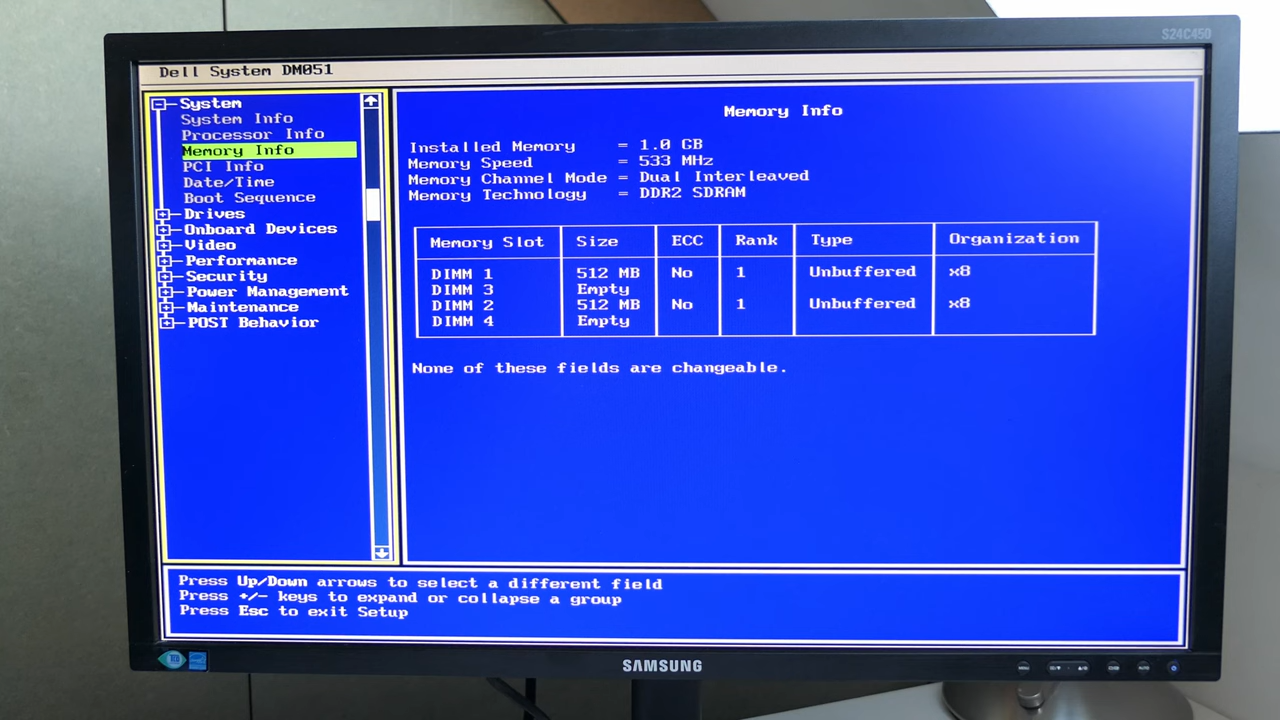 S24C450
Dell System DM051
System
System Info
Processor Info
Memory Info
PCI Info
Date/Time
Boot Sequence
Drives
Onboard Devices
Video
Performance
Security
Power Management
Maintenance
POST Behavior
Memory Info
Installed Memory = 1.0 GB
Memory Speed = 533 MHz
Memory Channel Mode = Dual Interleaved
Memory Technology = DDR2 SDRAM
Memory Slot Size ECC Rank Type Organization
DIMM 1 512 MB No 1 Unbuffered x8
DIMM 3 Empty
DIMM 2 512 MB No 1 Unbuffered x8
DIMM 4 Empty
None of these fields are changeable.
Press Up/Down arrows to select a different field
Press +/- keys to expand or collapse a group
Press Esc to exit Setup
SAMSUNG